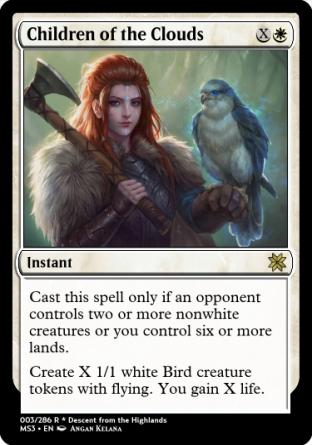 Children of the Clouds X
Instant
Cast this spell only if an opponent
controls two or more nonwhite
creatures or you control six or more
lands.
Create X 1/1 white Bird creature
tokens with flying. You gain X life.
003/286 R * Descent from the Highlands
MS3 • EN Angan Kelana